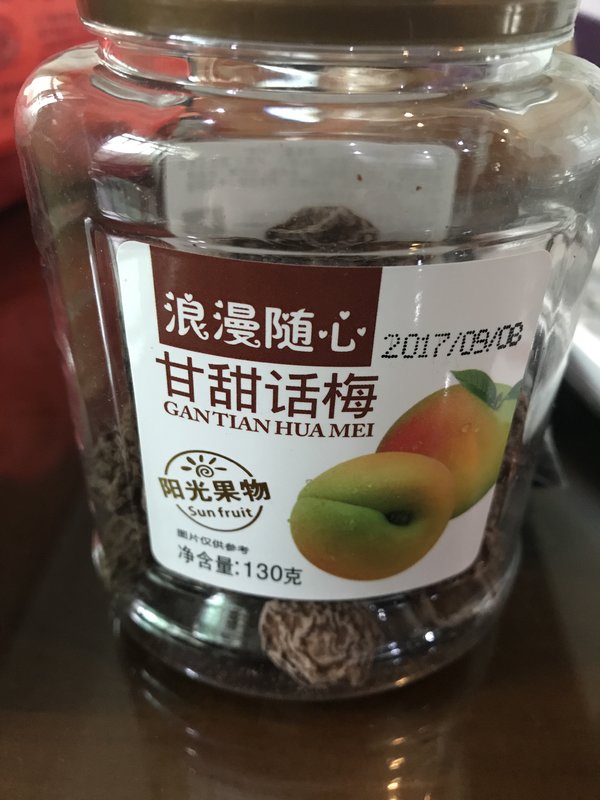 浪漫随心
2017/09/08
甘甜话梅
GAN TIAN HUA MEI
阳光果物
Sun fruit
图片仅供参考
净含量:130克